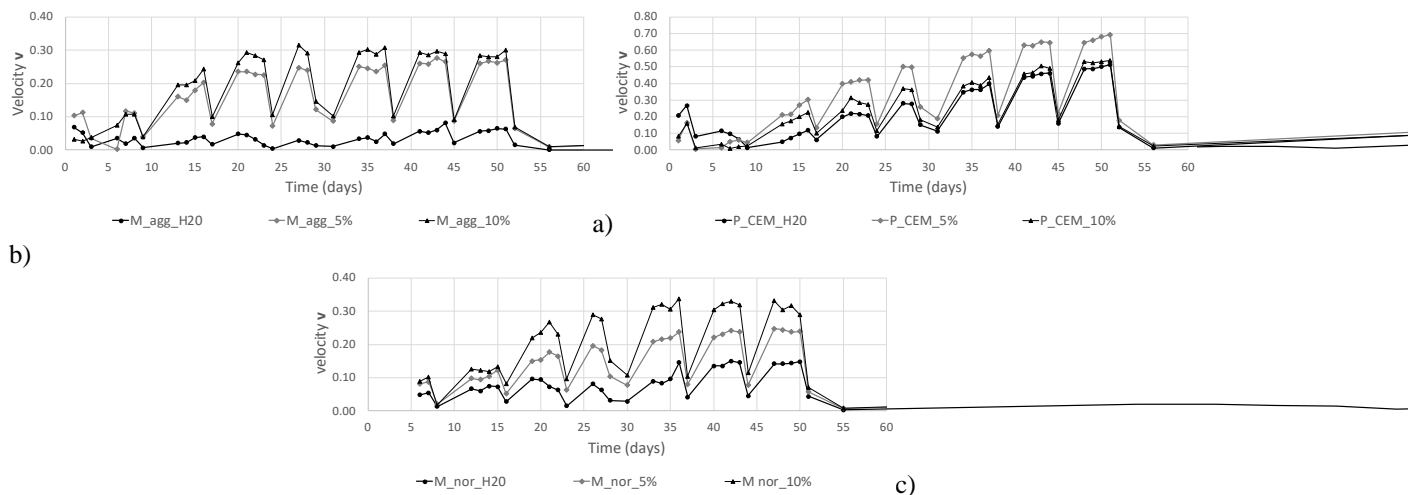 0.40
0.30
0.20
0.10
0.00
Velocity v
0 5 10 15 20 25 30 35 40 45 50 55 60
Time (days)
M_agg_H20 M_agg_5% M_agg_10%
a)
0.80
0.70
0.60
0.50
0.40
0.30
0.20
0.10
0.00
velocity v
0 5 10 15 20 25 30 35 40 45 50 55 60
Time (days)
P_CEM_H20 P_CEM_5% P_CEM_10%
b)
0.40
0.30
0.20
0.10
0.00
velocity v
0 5 10 15 20 25 30 35 40 45 50 55 60
Time (days)
M_nor_H20 M_nor_5% M nor_10%
c)